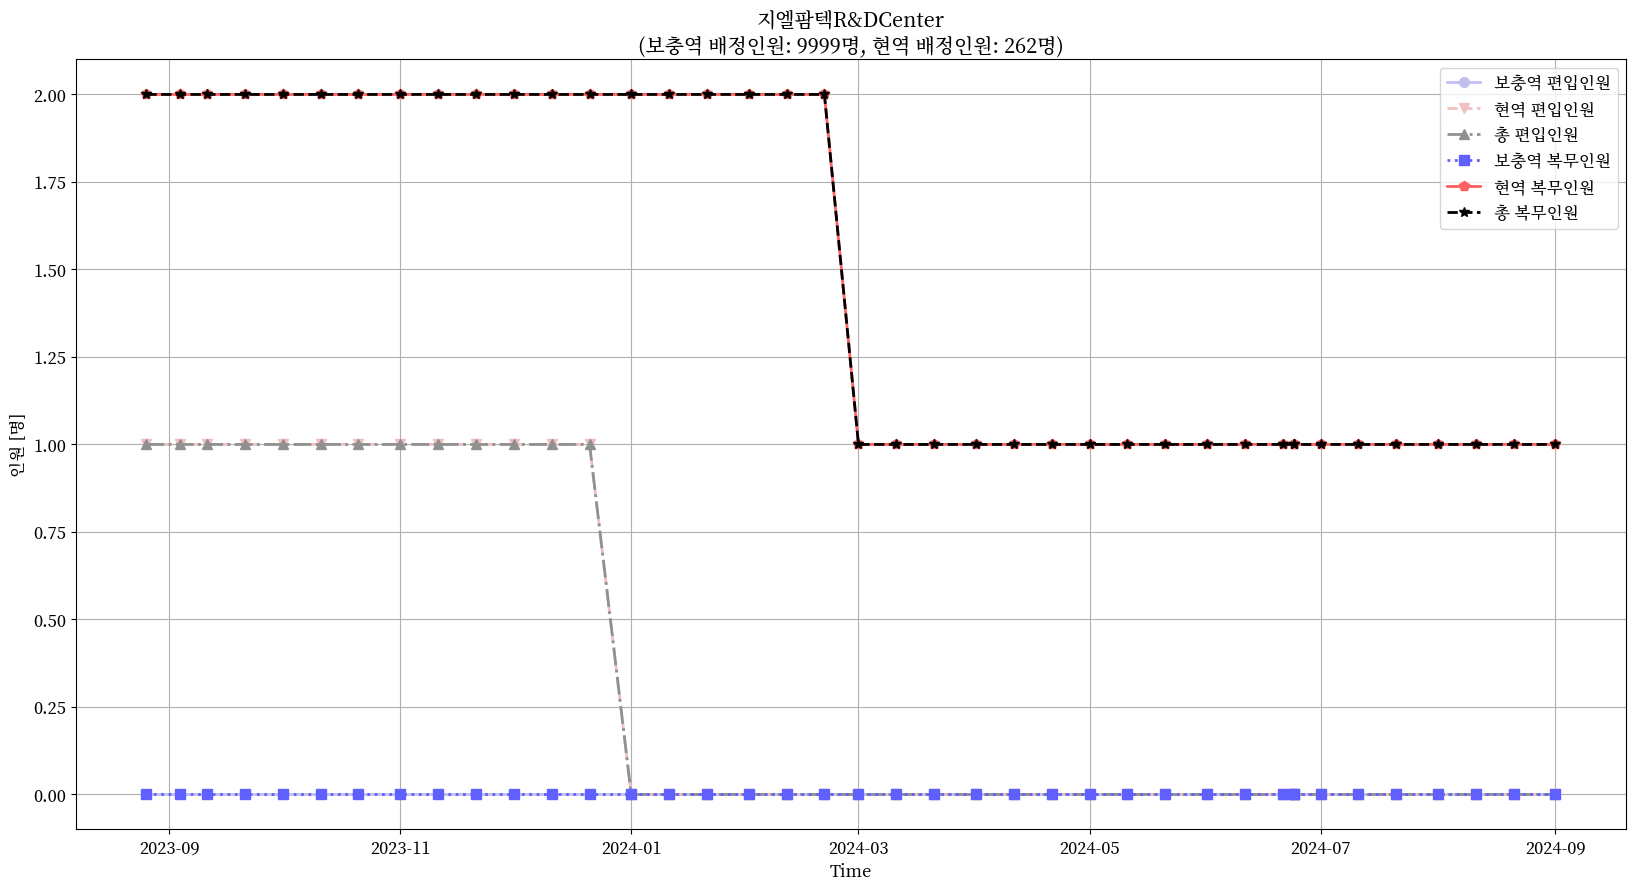 지엘팜텍R&DCenter
(보충역 배정인원: 9999명, 현역 배정인원: 262명)
보충역 편입인원
현역 편입인원
총 편입인원
보충역 복무인원
현역 복무인원
총 복무인원
2.00
1.75
1.50
1.25
1.00
0.75
0.50
0.25
0.00
인원 [명]
2023-09 2023-11 2024-01 2024-03 2024-05 2024-07 2024-09
Time